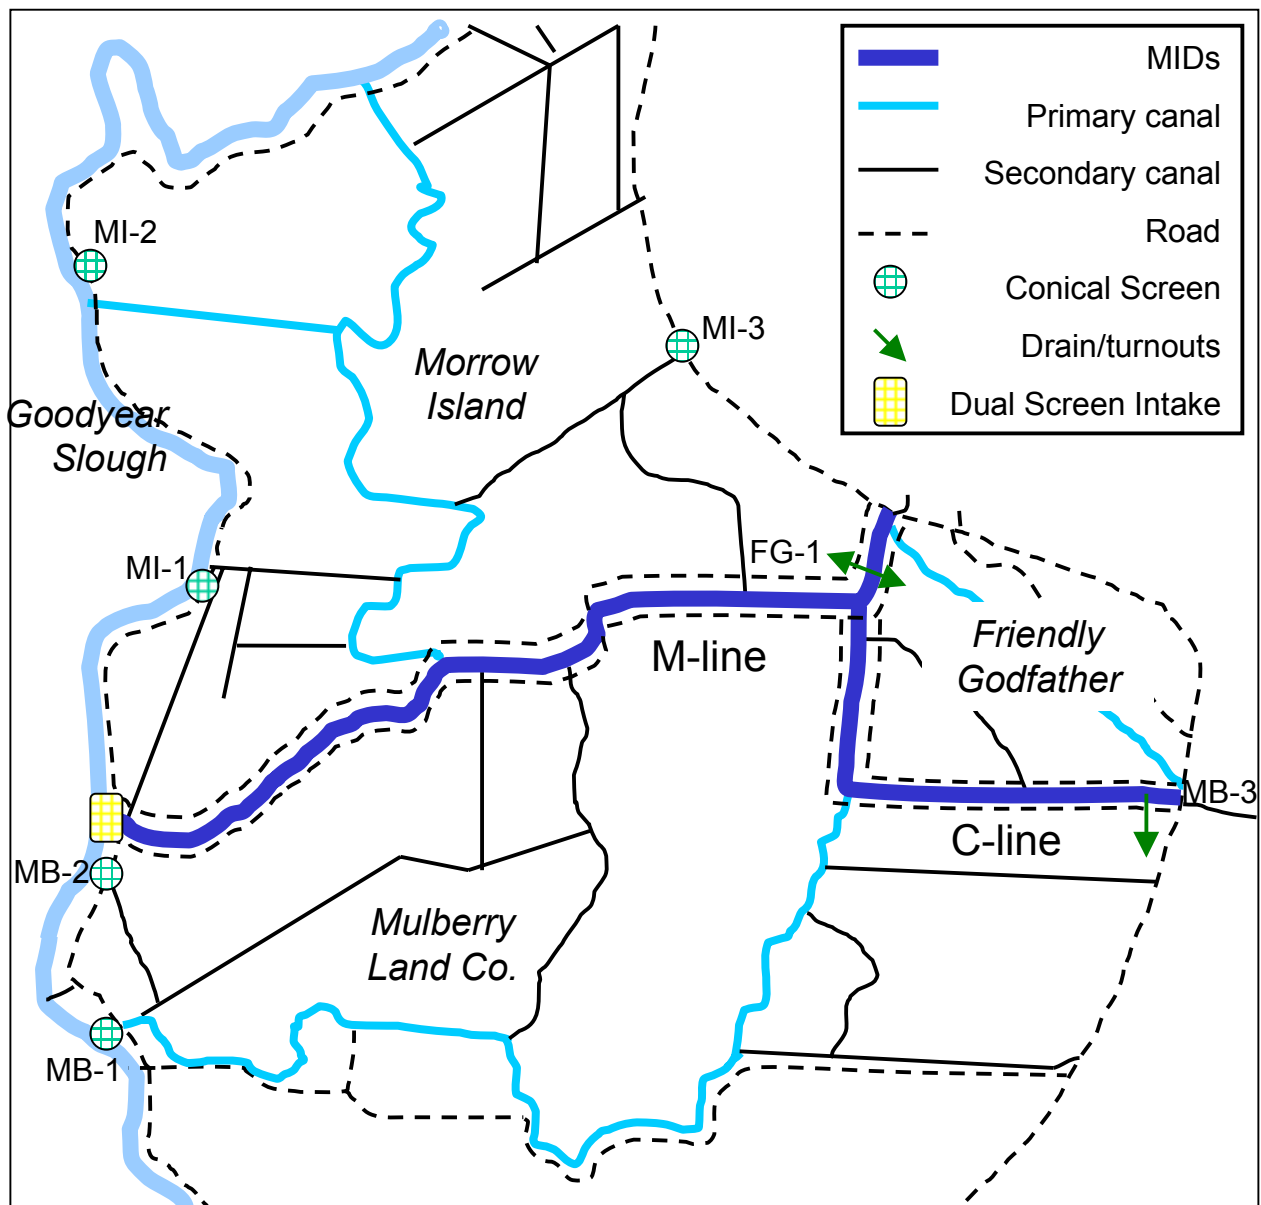 MIDs
Primary canal
Secondary canal
Road
Conical Screen
Drain/turnouts
Dual Screen Intake
MI-2
MI-3
Morrow
Island
Goodyear
Slough
MI-1
FG-1
M-line
Friendly
Godfather
MB-3
C-line
MB-2
Mulberry
Land Co.
MB-1